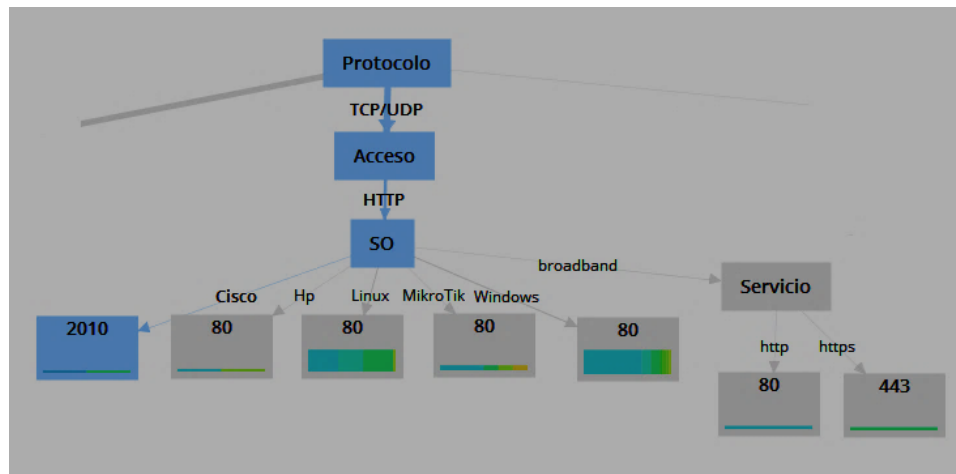 Protocolo
TCP/UDP
Acceso
HTTP
SO
broadband
Cisco Hp Linux MikroTik Windows
Servicio
2010 80 80 80 80
http https
80 443